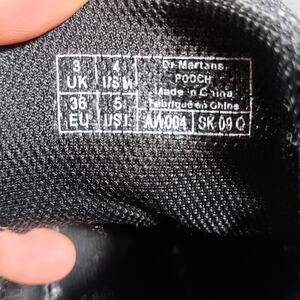 3 UK
4 US M
36 EU
5 US L
Dr.Martens
POOCH
Made in China
Fabriqué en Chine
AW004
SK 09 Q